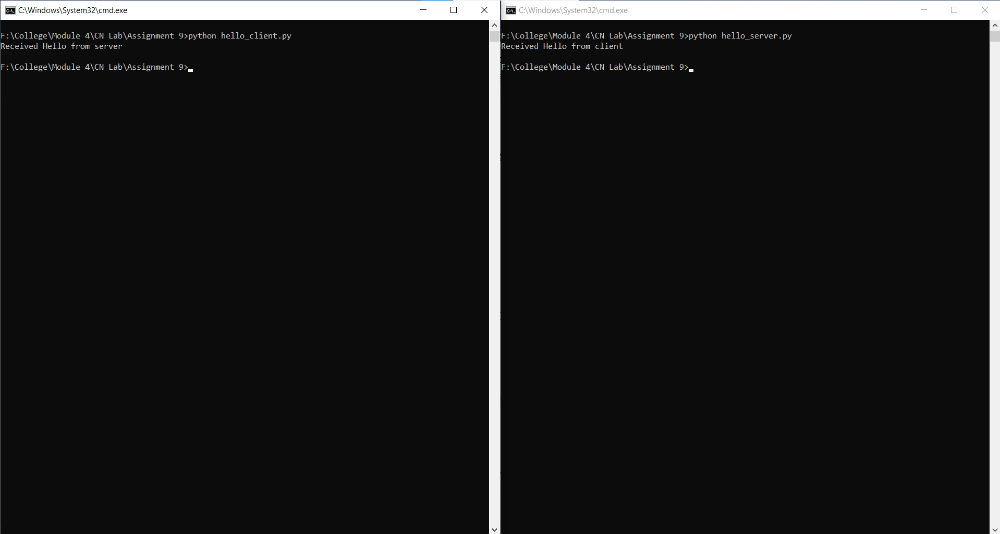 C:\Windows\System32\cmd.exe
F:\College\Module 4\CN Lab\Assignment 9>python hello_client.py
Received Hello from server
F:\College\Module 4\CN Lab\Assignment 9>
C:\Windows\System32\cmd.exe
F:\College\Module 4\CN Lab\Assignment 9>python hello_server.py
Received Hello from client
F:\College\Module 4\CN Lab\Assignment 9>